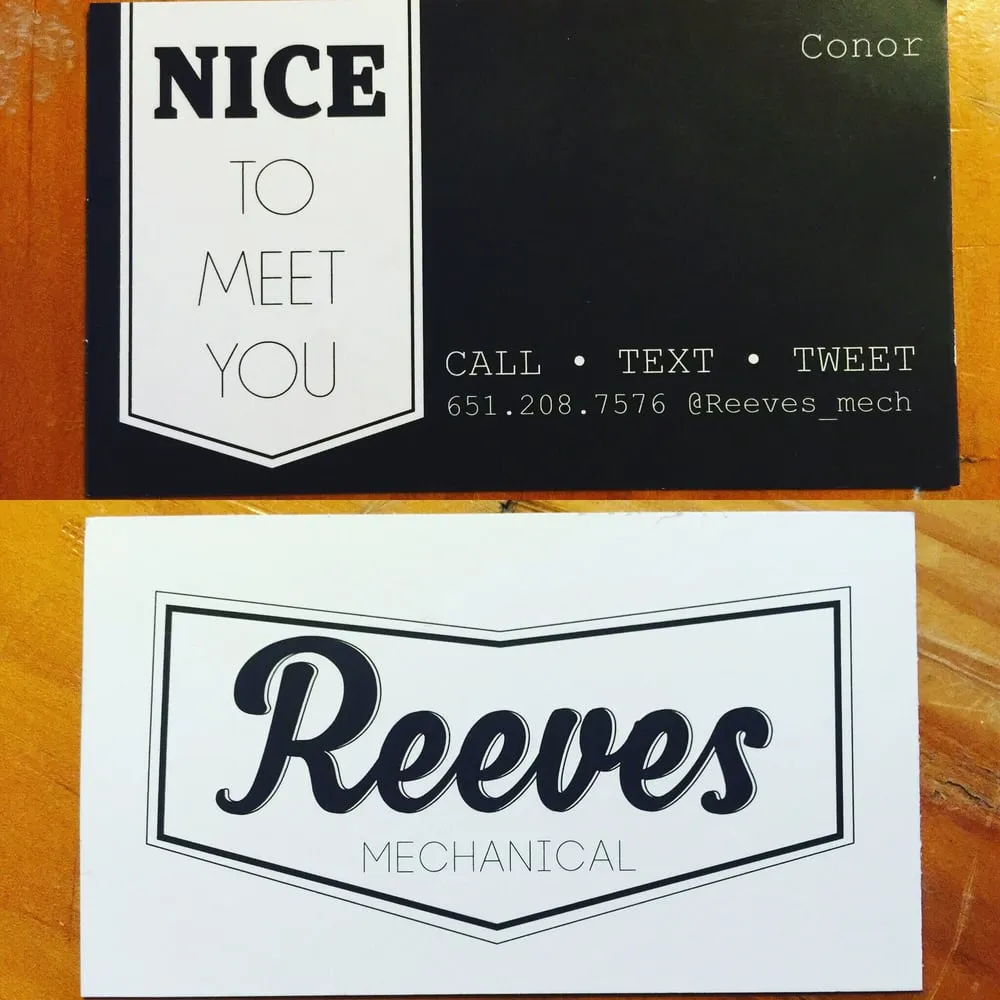 NICE
TO
MEET
YOU
Conor
CALL • TEXT • TWEET
651.208.7576 @Reeves_mech
Reeves
MECHANICAL